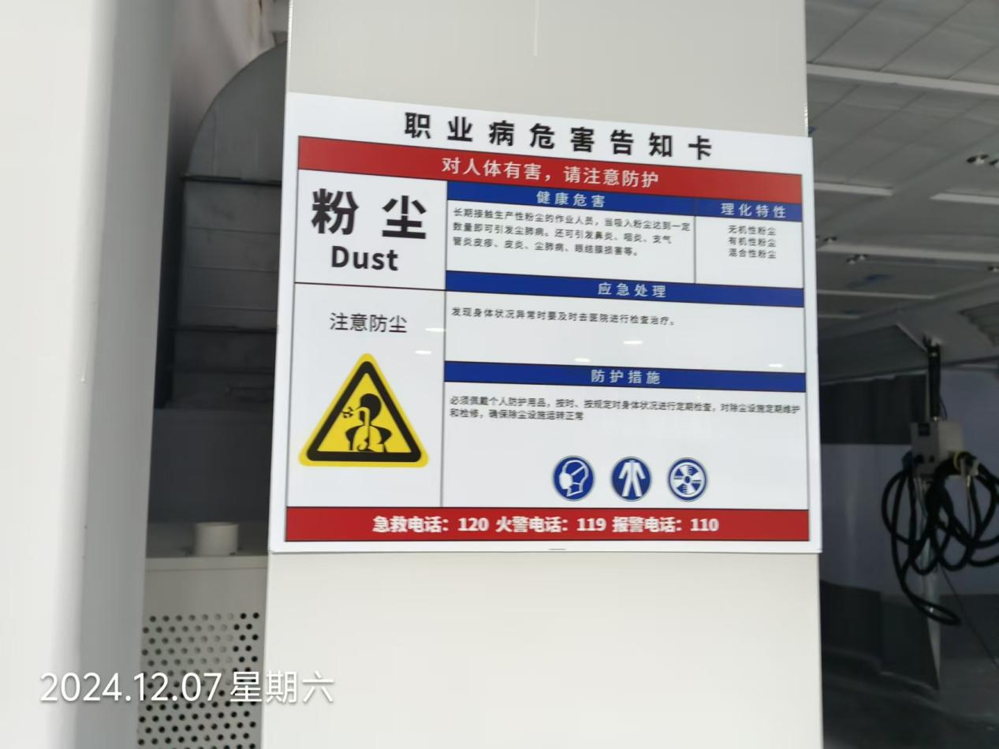 职业病危害告知卡
对人体有害，请注意防护
粉尘
Dust
注意防尘
健康危害
长期接触生产性粉尘的作业人员，当吸入粉尘达到一定
数量即可引发尘肺病。还可引发鼻炎、咽炎、支气
管炎皮疹、皮炎、尘肺病、眼结膜损害等。
理化特性
无机性粉尘
有机性粉尘
混合性粉尘
应急处理
发现身体状况异常时要及时去医院进行检查治疗。
防护措施
必须佩戴个人防护用品，按时、按规定对身体状况进行定期检查，对除尘设施定期维护
和检修，确保除尘设施运转正常
急救电话：120 火警电话：119 报警电话：110
2024.12.07 星期六